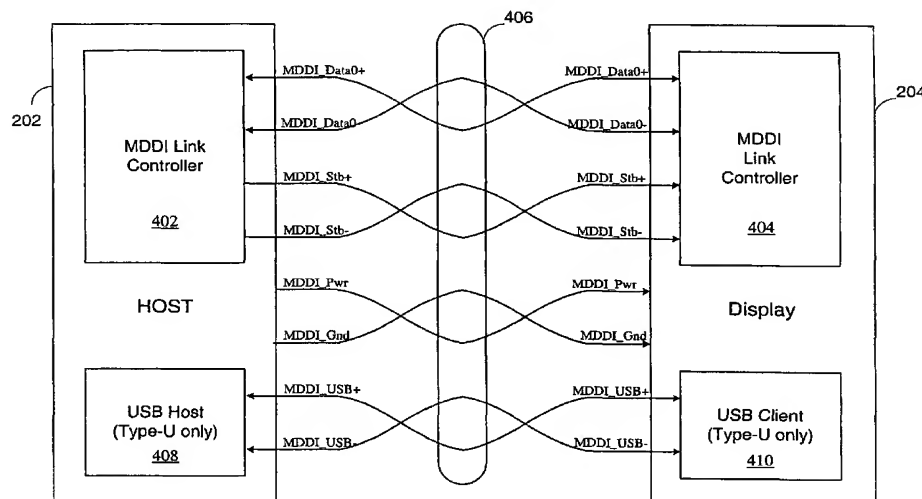 406
202
204
MDDI_Data0+
MDDI_Data0+
MDDI_Data0-
MDDI_Data0-
MDDI Link
Controller
402
MDDI
Link
Controller
404
MDDI_Stb+
MDDI_Stb+
MDDI_Stb-
MDDI_Stb-
MDDI_Pwr
MDDI_Pwr
HOST
Display
MDDI_Gnd
MDDI_Gnd
MDDI_USB+
MDDI_USB+
USB Host
(Type-U only)
408
USB Client
(Type-U only)
410
MDDI_USB-
MDDI_USB-